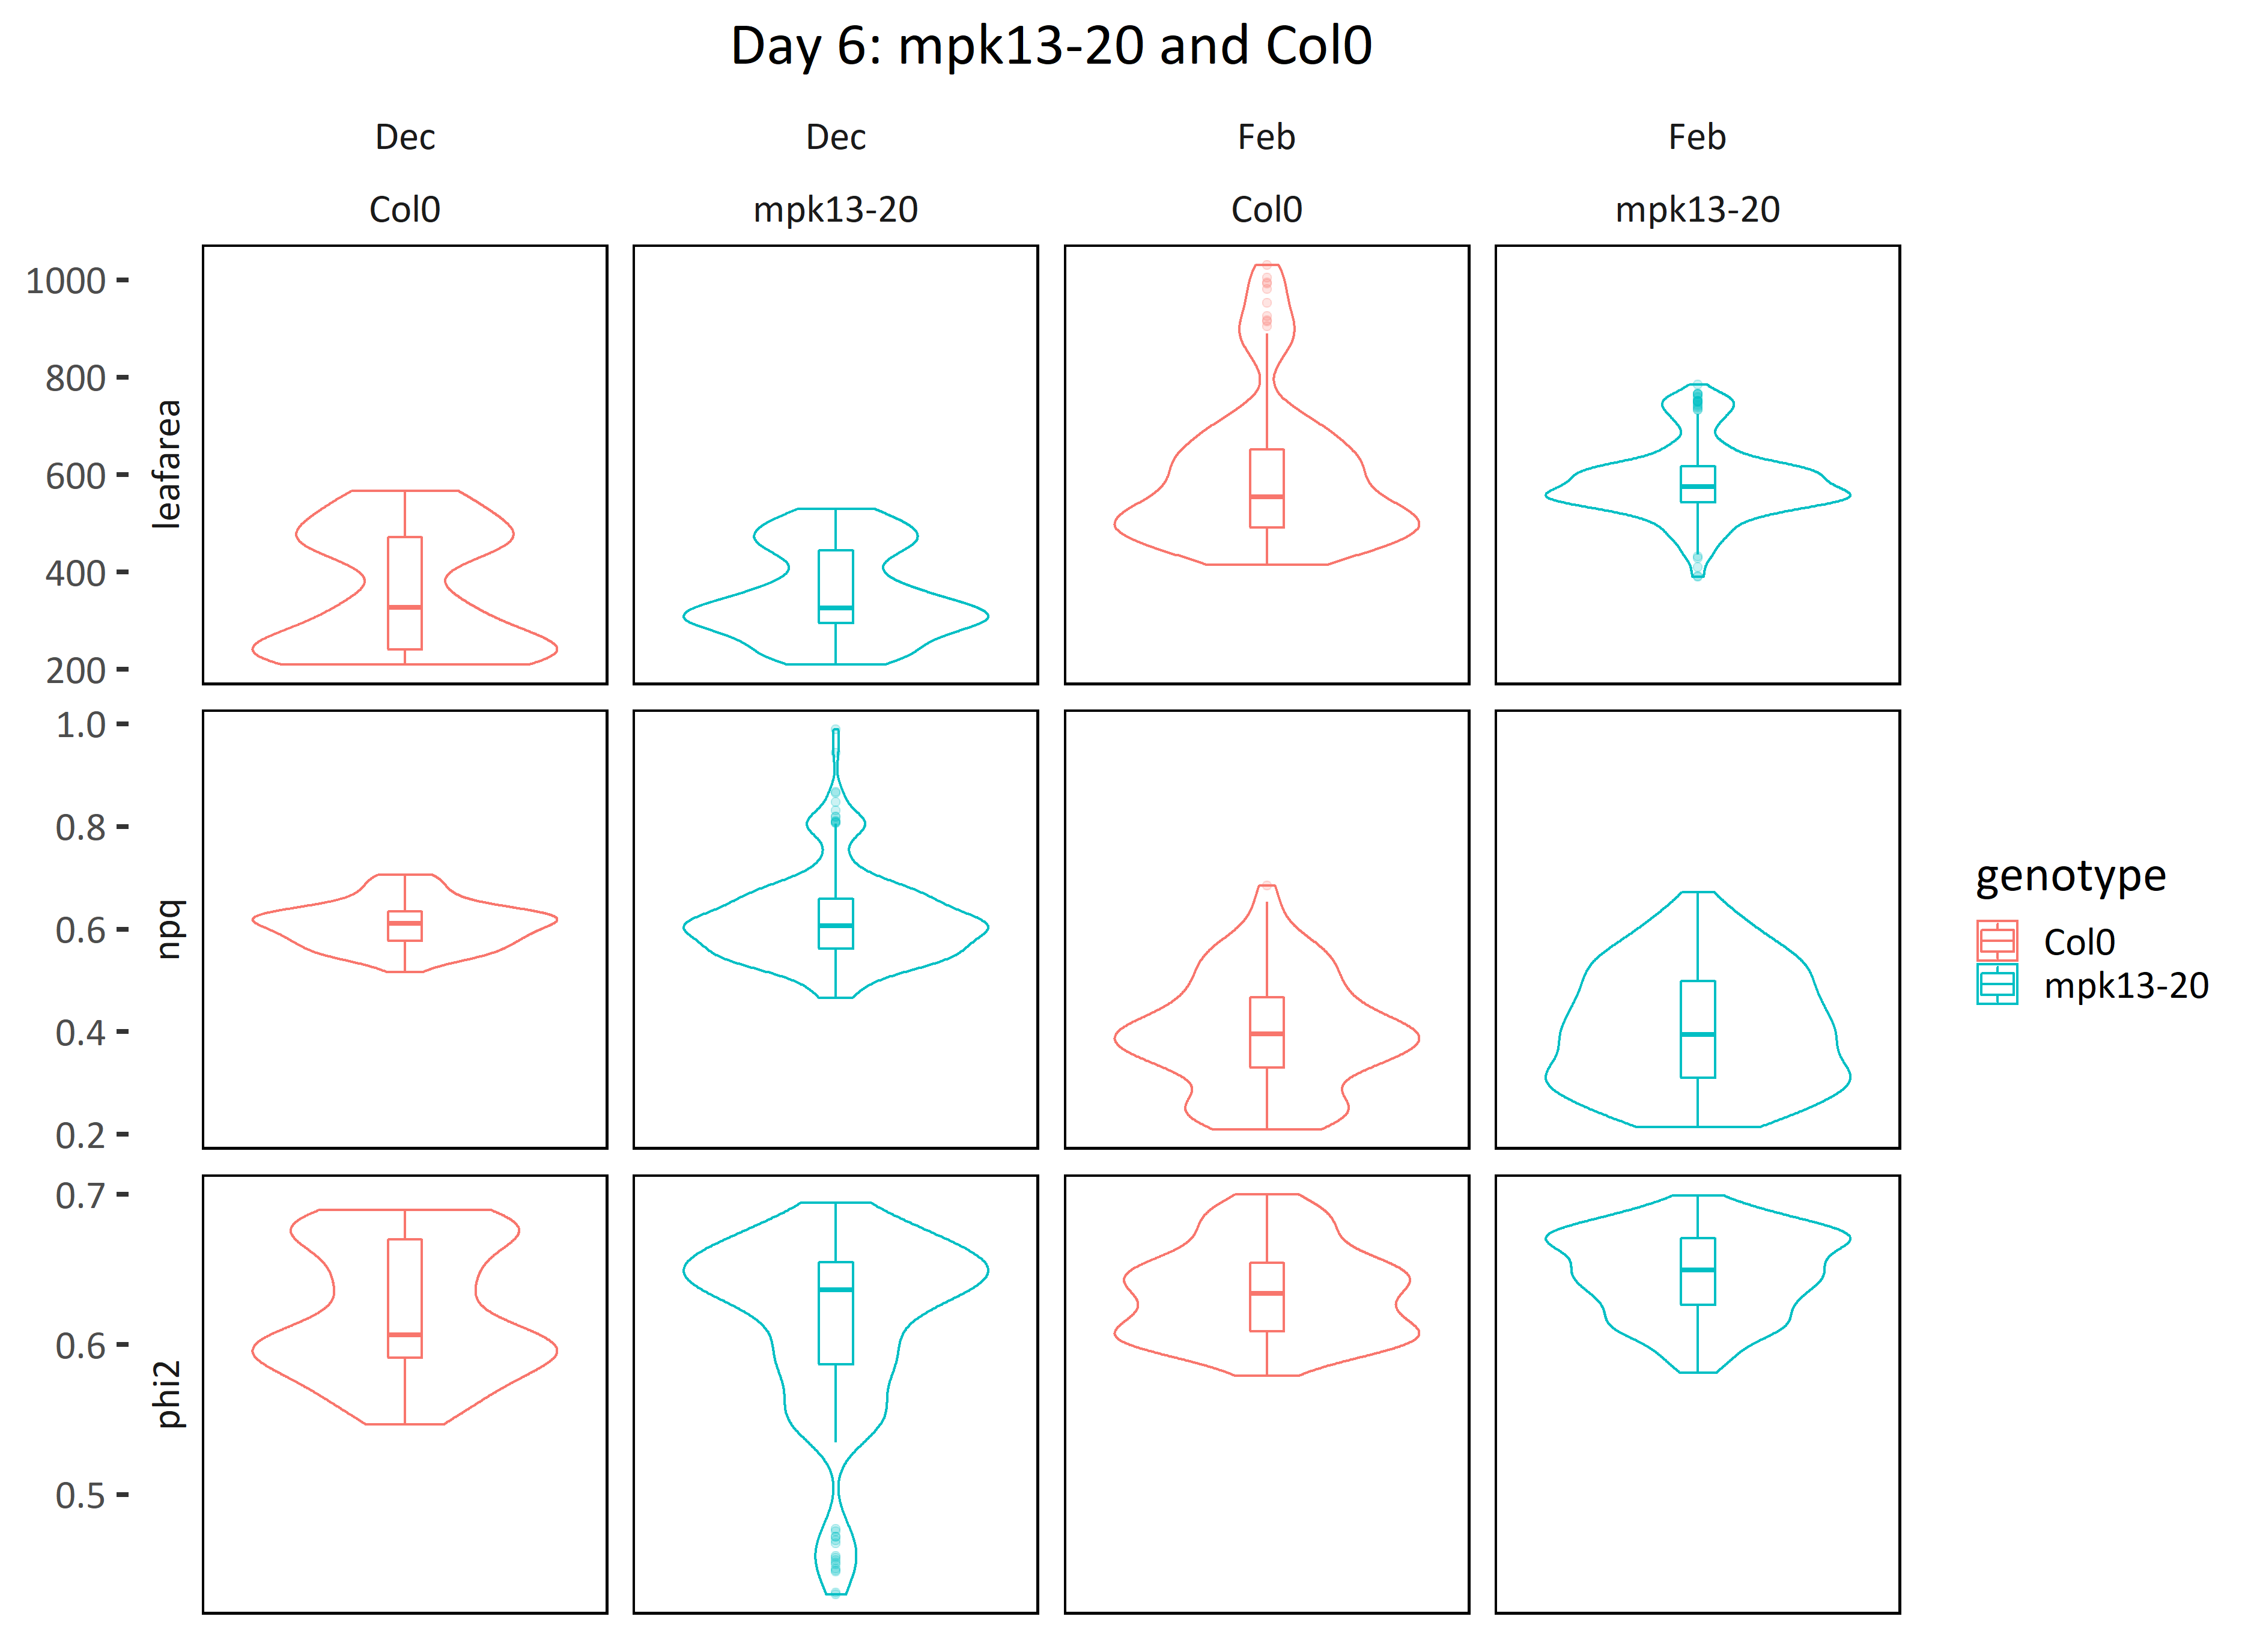 Day 6: mpk13-20 and Col0
Dec Dec Feb Feb
Col0 mpk13-20 Col0 mpk13-20
1000
800
600
400
200
leafarea
1.0
0.8
0.6
0.4
0.2
npq
0.7
0.6
0.5
phi2
genotype
Col0
mpk13-20